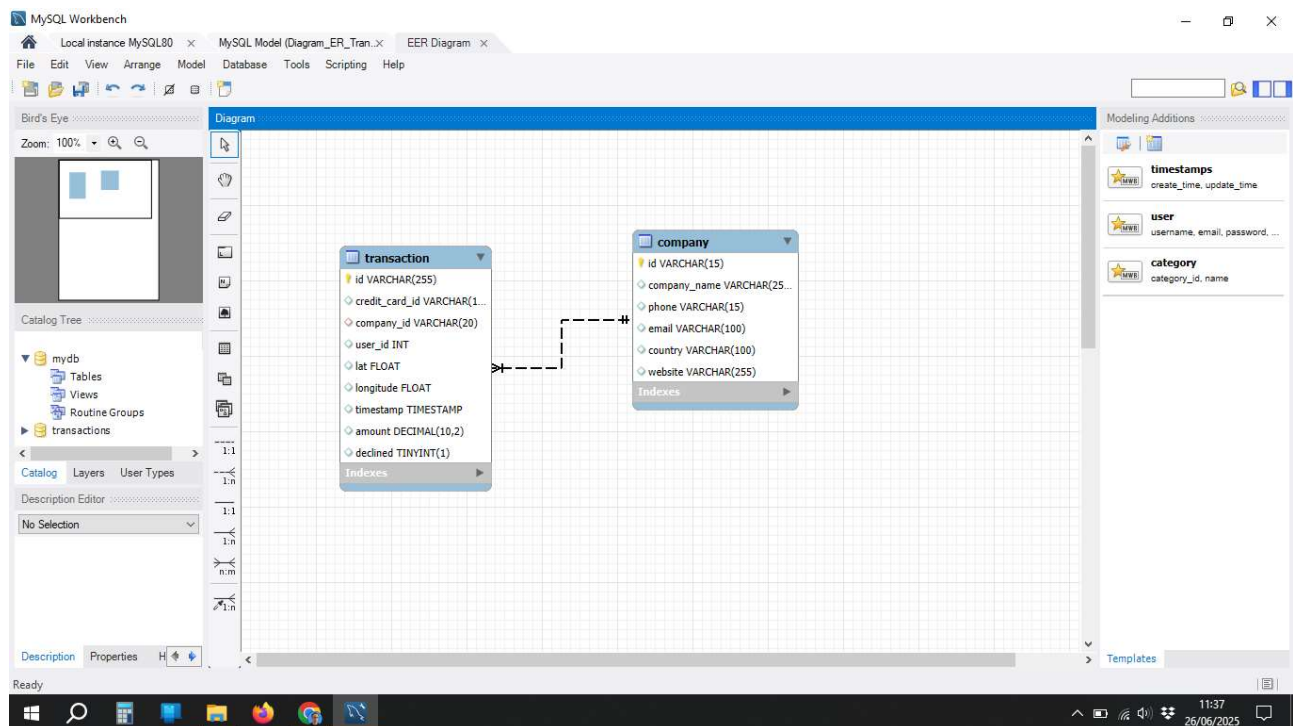 MySQL Workbench
Local instance MySQL80 × MySQL Model (Diagram_ER_Tran..× EER Diagram ×
File Edit View Arrange Model Database Tools Scripting Help
Bird's Eye
Zoom: 100%
Diagram
Modeling Additions
timestamps
create_time, update_time
user
username, email, password, ...
category
category_id, name
transaction
id VARCHAR(255)
credit_card_id VARCHAR(1...
company_id VARCHAR(20)
user_id INT
lat FLOAT
longitude FLOAT
timestamp TIMESTAMP
amount DECIMAL(10,2)
declined TINYINT(1)
Indexes
company
id VARCHAR(15)
company_name VARCHAR(25...
phone VARCHAR(15)
email VARCHAR(100)
country VARCHAR(100)
website VARCHAR(255)
Indexes
Catalog Tree
mydb
Tables
Views
Routine Groups
transactions
Catalog Layers User Types
Description Editor
No Selection
1:1
1:n
1:1
1:n
n:m
1:n
Description Properties H
Templates
Ready
11:37
26/06/2025